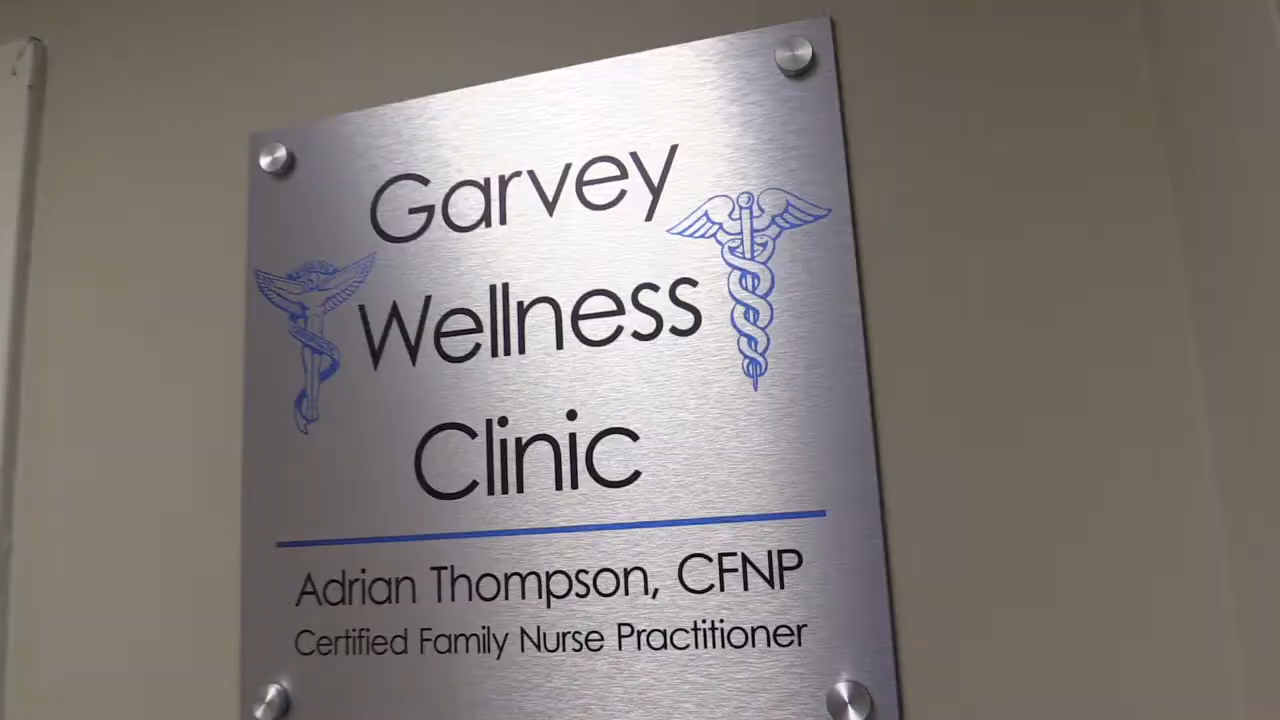 Garvey
Wellness
Clinic
Adrian Thompson, CFNP
Certified Family Nurse Practitioner